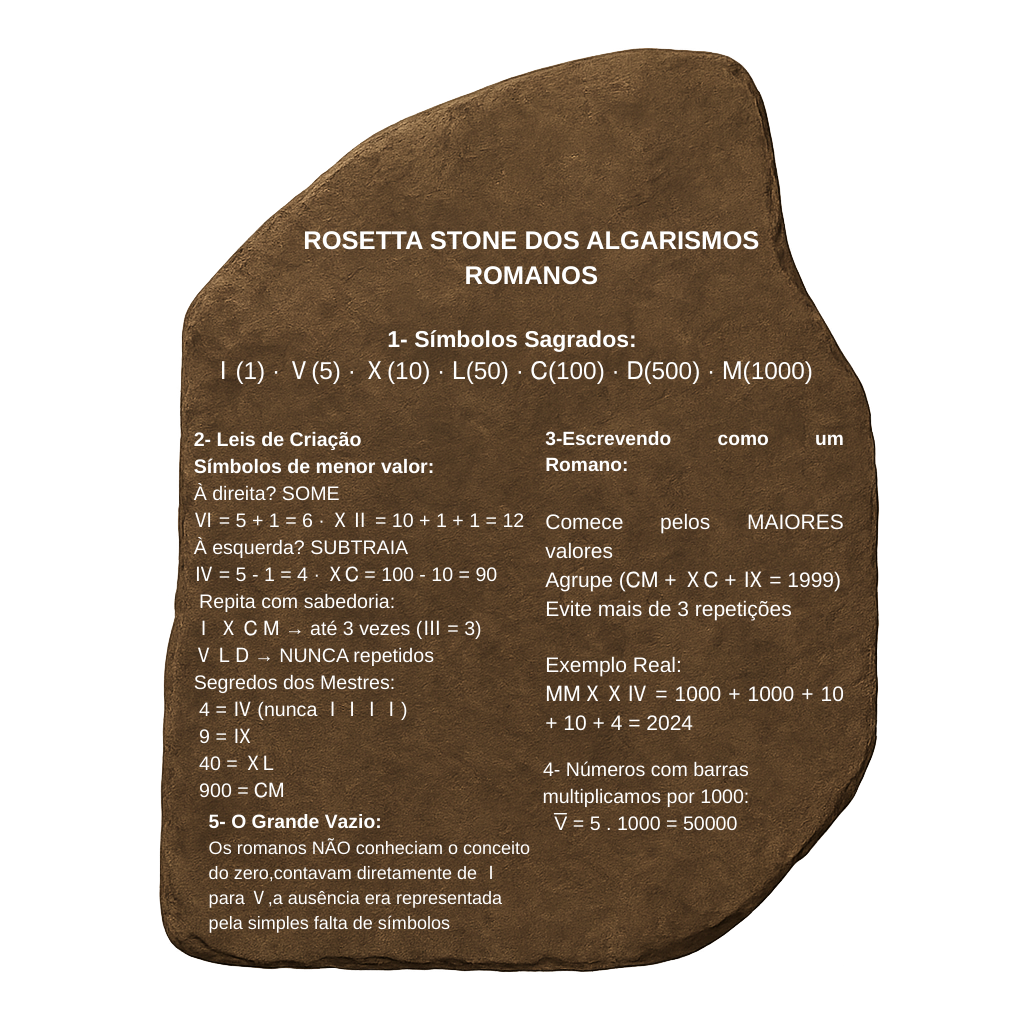 ROSETTA STONE DOS ALGARISMOS
ROMANOS
1- Símbolos Sagrados:
Ⅰ (1) · Ⅴ(5) · Ⅹ(10) · L(50) · C(100) · D(500) · M(1000)
2- Leis de Criação
Símbolos de menor valor:
À direita? SOME
Ⅵ = 5 + 1 = 6 · Ⅹ Ⅱ = 10 + 1 + 1 = 12
À esquerda? SUBTRAIA
Ⅳ = 5 - 1 = 4 · ⅩC = 100 - 10 = 90
Repita com sabedoria:
Ⅰ Ⅹ C M → até 3 vezes (Ⅲ = 3)
Ⅴ L D → NUNCA repetidos
Segredos dos Mestres:
4 = Ⅳ (nunca Ⅰ Ⅰ Ⅰ Ⅰ )
9 = Ⅸ
40 = ⅩL
900 = CM
5- O Grande Vazio:
Os romanos NÃO conheciam o conceito
do zero,contavam diretamente de Ⅰ
para Ⅴ,a ausência era representada
pela simples falta de símbolos
3-Escrevendo como um
Romano:
Comece pelos MAIORES
valores
Agrupe (CM + ⅩC + Ⅸ = 1999)
Evite mais de 3 repetições
Exemplo Real:
MMⅩ Ⅹ Ⅳ = 1000 + 1000 + 10
+ 10 + 4 = 2024
4- Números com barras
multiplicamos por 1000:
V̅ = 5 . 1000 = 50000